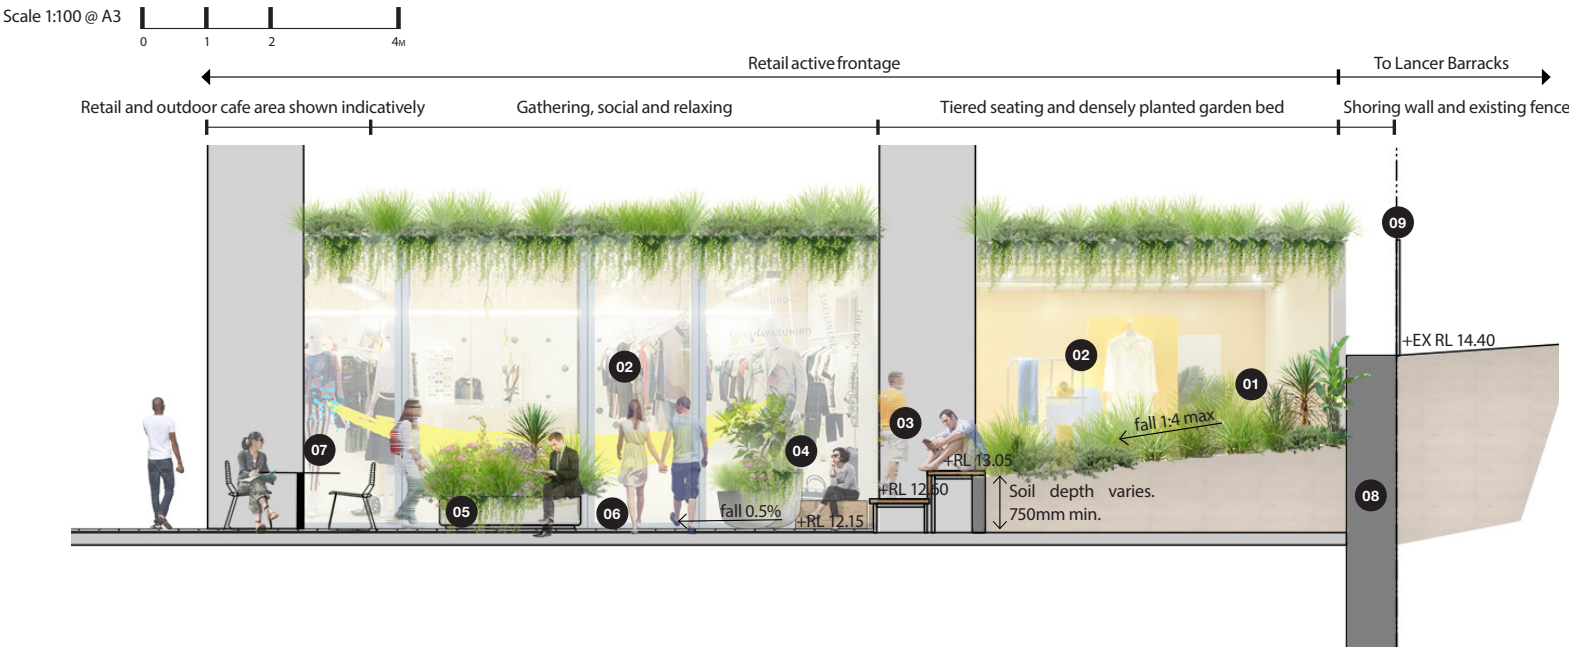 Scale 1:100 @ A3
0 1 2 4M
Retail active frontage
To Lancer Barracks
Retail and outdoor cafe area shown indicatively
Gathering, social and relaxing
Tiered seating and densely planted garden bed
Shoring wall and existing fence
09
+EX RL 14.40
MIHARAYASUHIRO
02
02
01
fall 1:4 max
03
07
04
+RL 13.05
+RL 12.60
Soil depth varies.
750mm min.
08
05
06
fall 0.5%
+RL 12.15